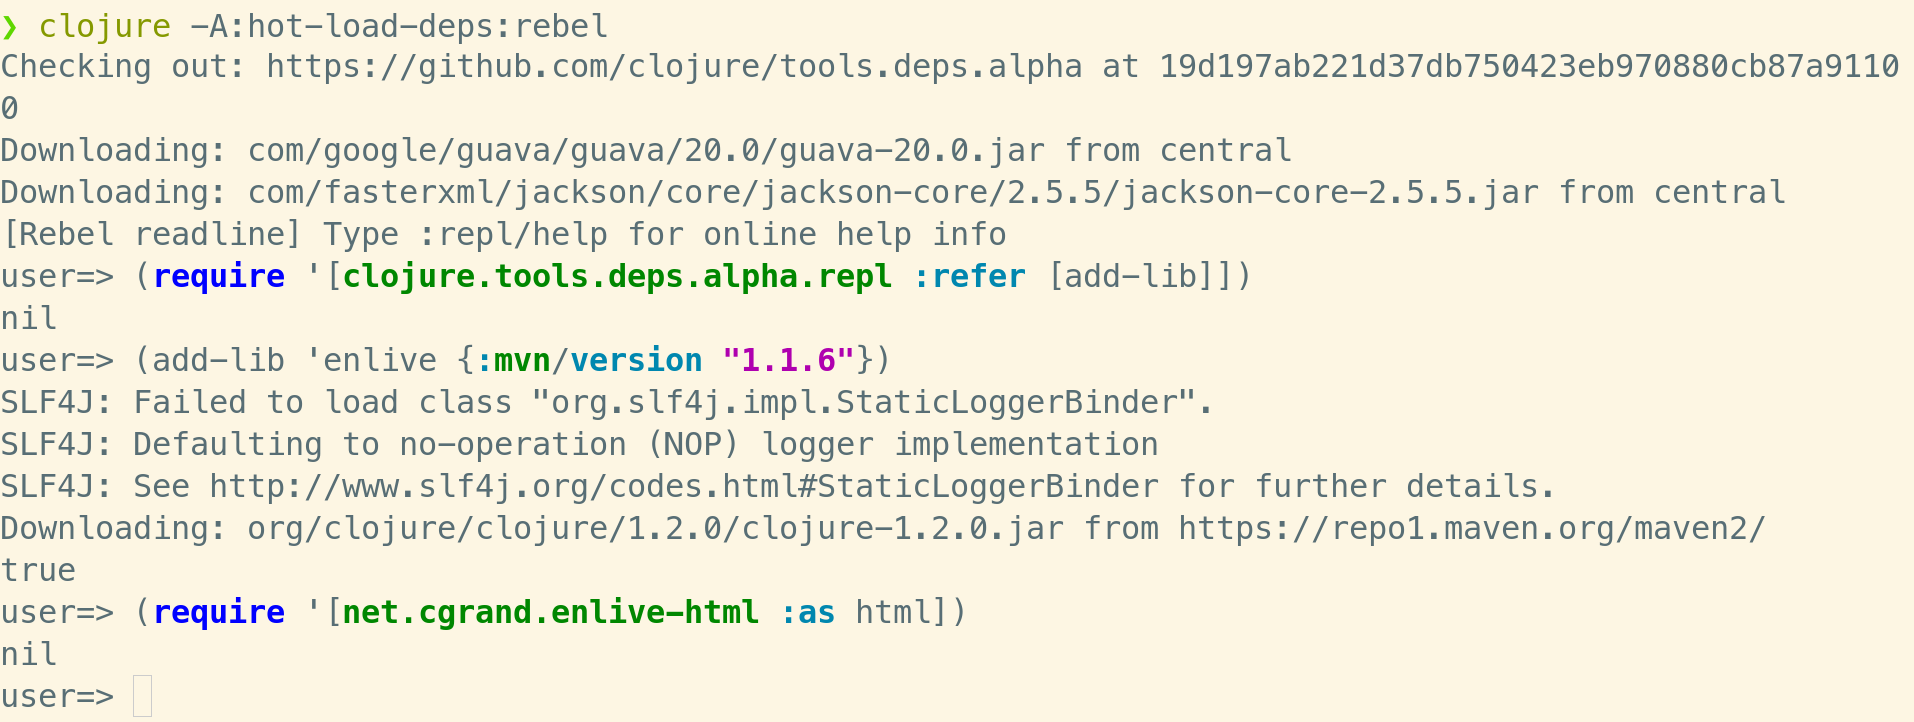 ❯ clojure -A:hot-load-deps:rebel
Checking out: https://github.com/clojure/tools.deps.alpha at 19d197ab221d37db750423eb970880cb87a9110
0
Downloading: com/google/guava/guava/20.0/guava-20.0.jar from central
Downloading: com/fasterxml/jackson/core/jackson-core/2.5.5/jackson-core-2.5.5.jar from central
[Rebel readline] Type :repl/help for online help info
user=> (require '[clojure.tools.deps.alpha.repl :refer [add-lib]])
nil
user=> (add-lib 'enlive {:mvn/version "1.1.6"})
SLF4J: Failed to load class "org.slf4j.impl.StaticLoggerBinder".
SLF4J: Defaulting to no-operation (NOP) logger implementation
SLF4J: See http://www.slf4j.org/codes.html#StaticLoggerBinder for further details.
Downloading: org/clojure/clojure/1.2.0/clojure-1.2.0.jar from https://repo1.maven.org/maven2/
true
user=> (require '[net.cgrand.enlive-html :as html])
nil
user=>